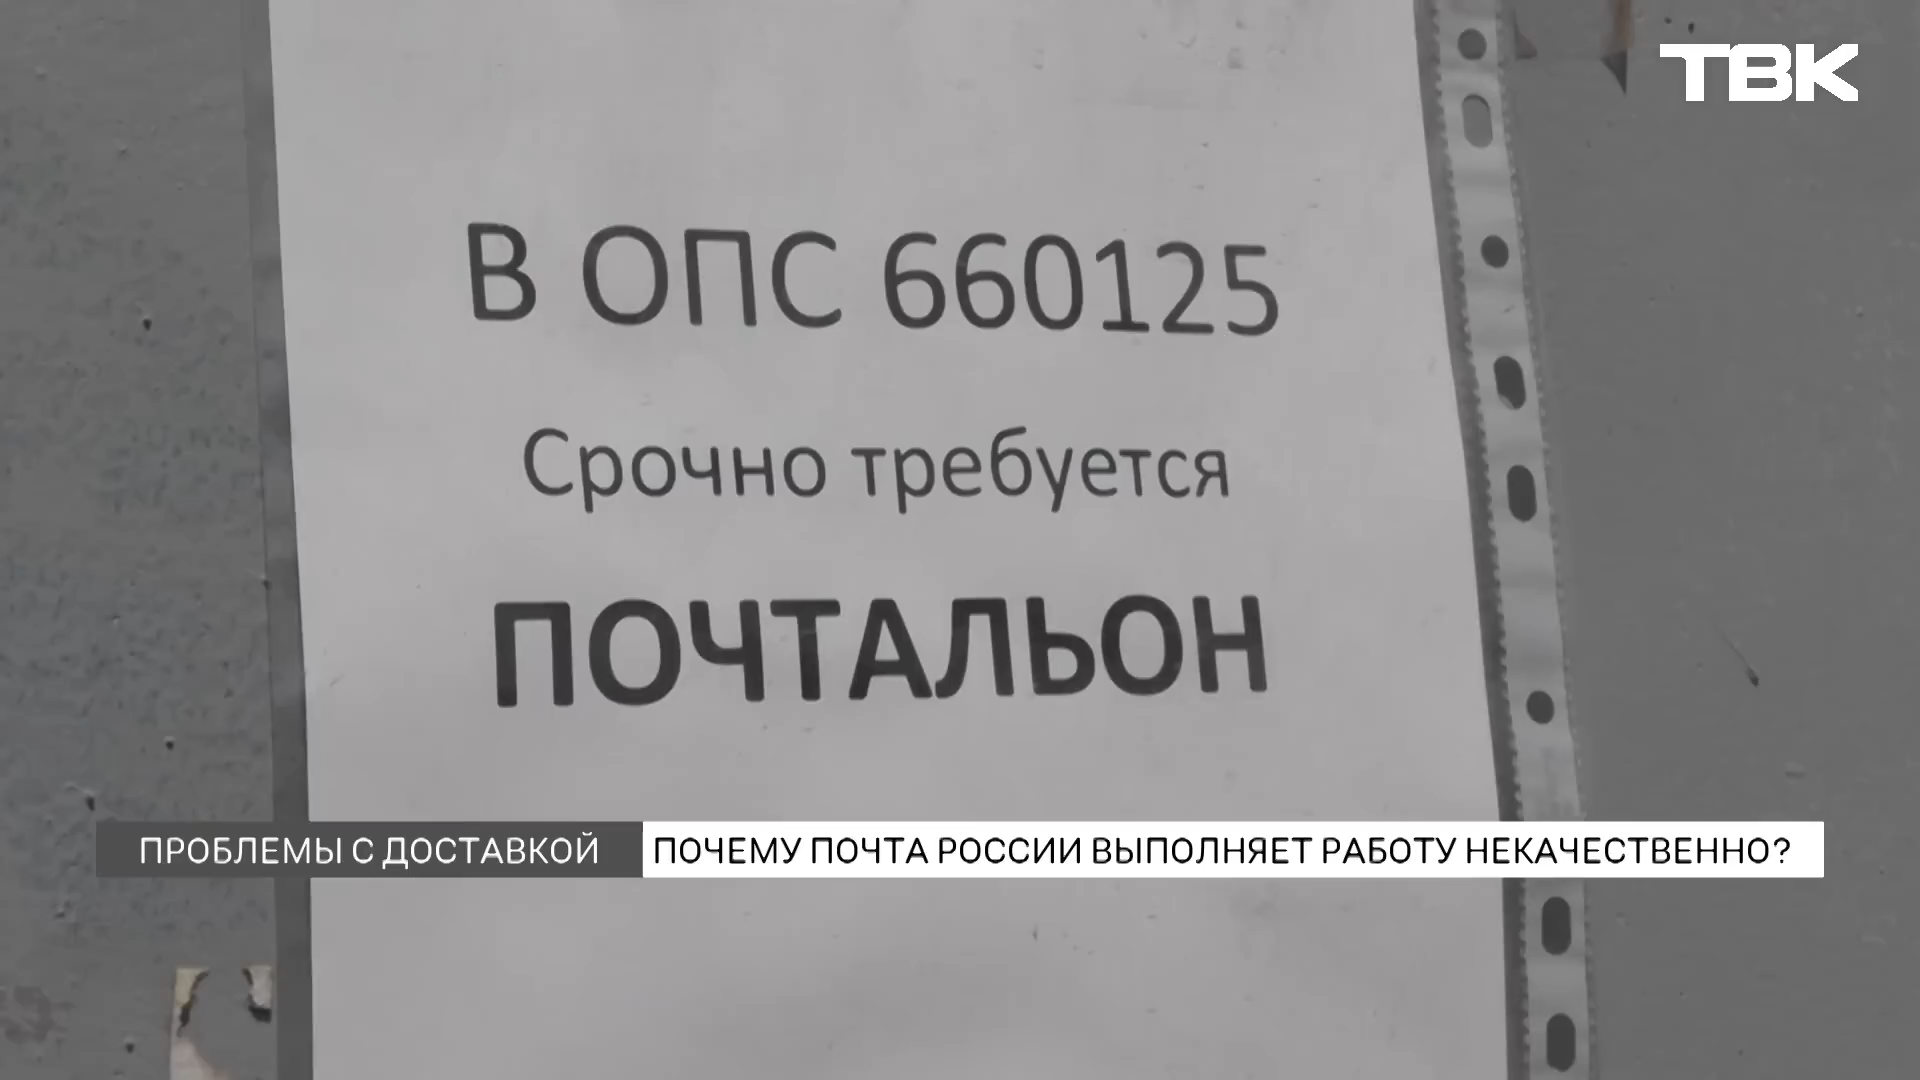 ТВК
В ОПС 660125
Срочно требуется
ПОЧТАЛЬОН
ПРОБЛЕМЫ С ДОСТАВКОЙ
ПОЧЕМУ ПОЧТА РОССИИ ВЫПОЛНЯЕТ РАБОТУ НЕКАЧЕСТВЕННО?